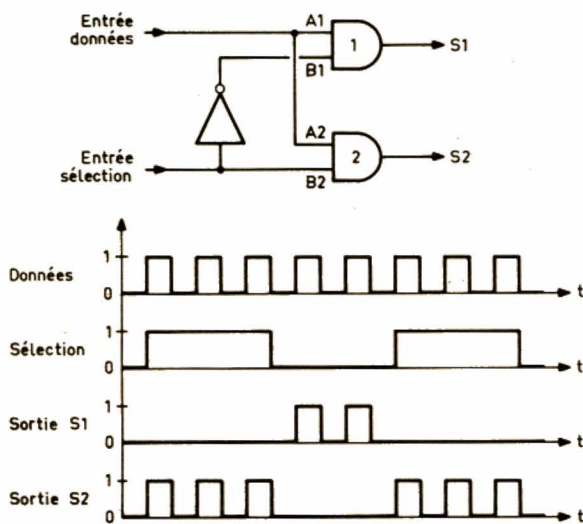 Entrée
données
A1
1
S1
B1
A2
2
S2
Entrée
sélection
B2
Données
1
0
t
Sélection
1
0
t
Sortie S1
1
0
t
Sortie S2
1
0
t